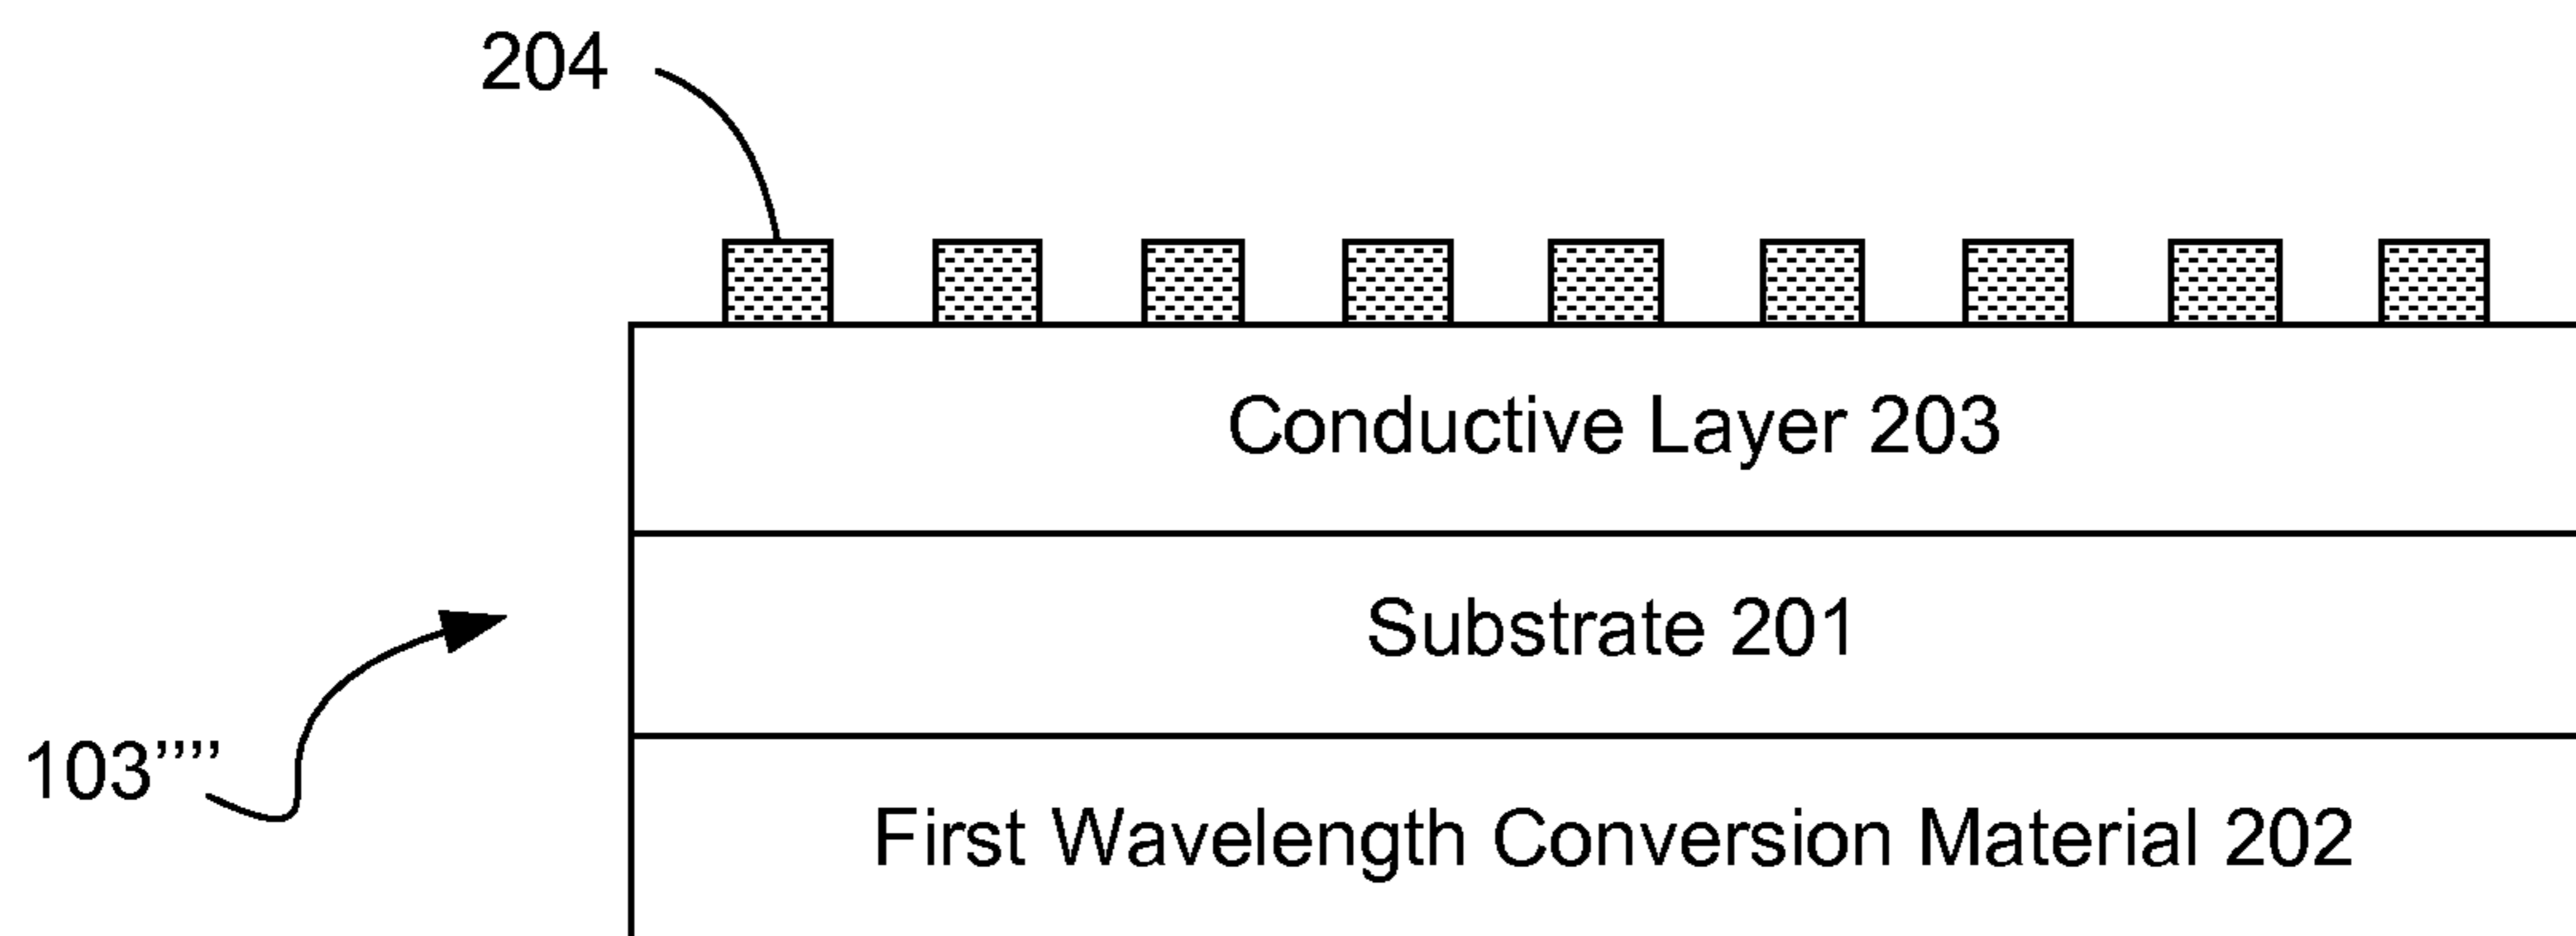 204
Conductive Layer 203
Substrate 201
103’’’’
First Wavelength Conversion Material 202